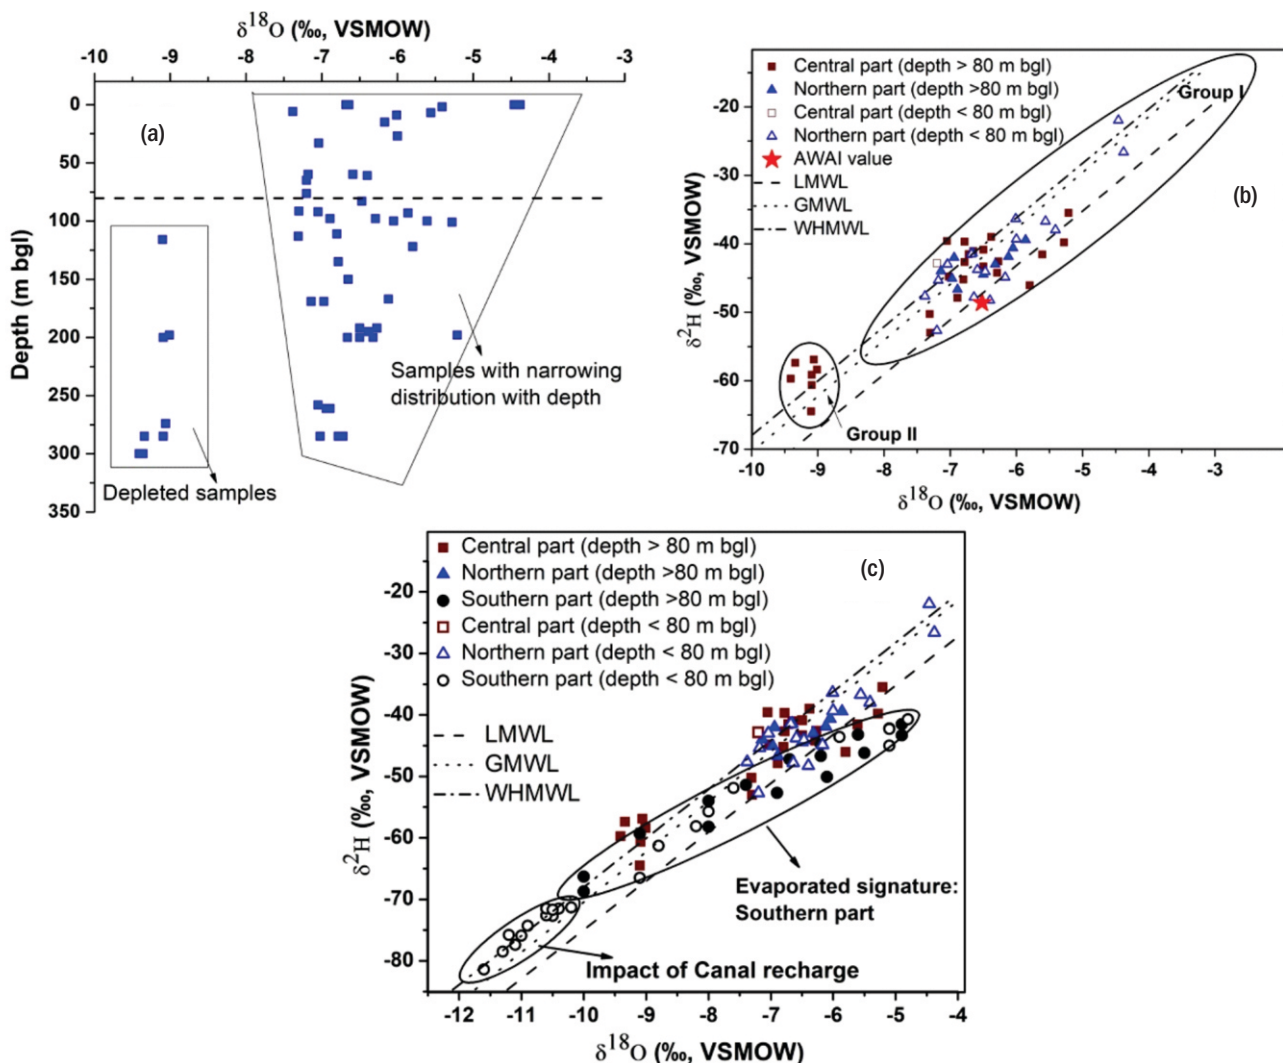 δ18O (‰, VSMOW)
-10 -9 -8 -7 -6 -5 -4 -3
(a)
Depth (m bgl)
0
50
100
150
200
250
300
350
Samples with narrowing
distribution with depth
Depleted samples
Central part (depth > 80 m bgl)
Northern part (depth >80 m bgl)
Central part (depth < 80 m bgl)
Northern part (depth < 80 m bgl)
AWAI value
LMWL
GMWL
WHMWL
Group I
(b)
δ2H (‰, VSMOW)
-20
-30
-40
-50
-60
-70
Group II
-10 -9 -8 -7 -6 -5 -4 -3
δ18O (‰, VSMOW)
Central part (depth > 80 m bgl)
Northern part (depth >80 m bgl)
Southern part (depth >80 m bgl)
Central part (depth < 80 m bgl)
Northern part (depth < 80 m bgl)
Southern part (depth < 80 m bgl)
LMWL
GMWL
WHMWL
(c)
δ2H (‰, VSMOW)
-20
-30
-40
-50
-60
-70
-80
Evaporated signature:
Southern part
Impact of Canal recharge
-12 -11 -10 -9 -8 -7 -6 -5 -4
δ18O (‰, VSMOW)